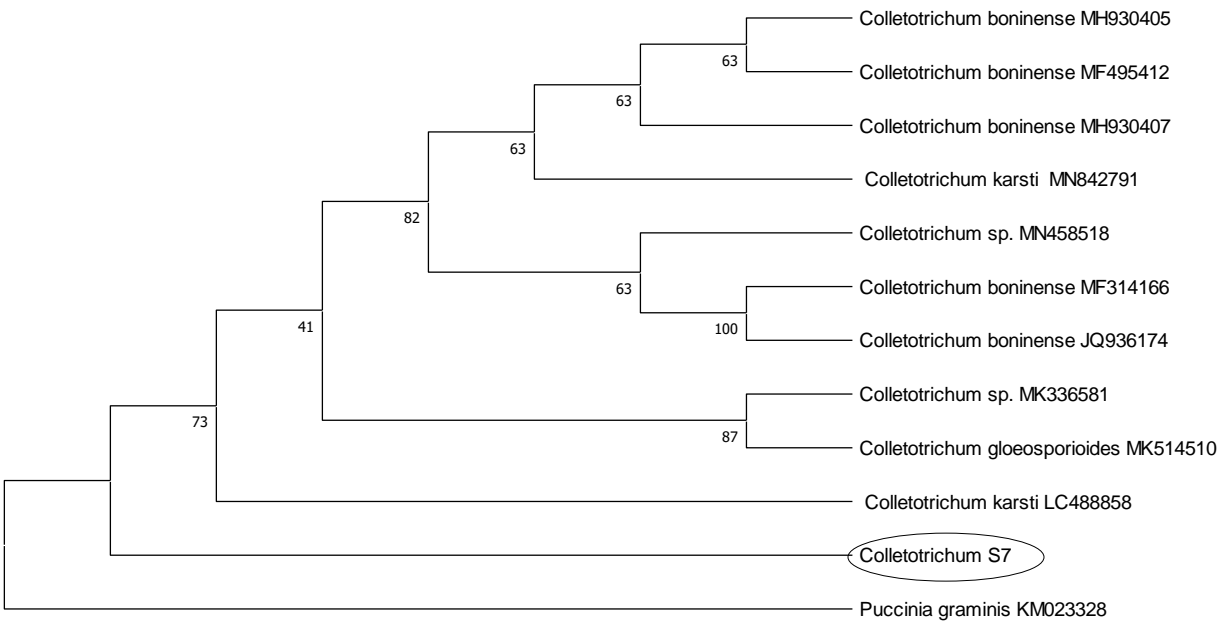 Colletotrichum boninense MH930405
63
Colletotrichum boninense MF495412
63
Colletotrichum boninense MH930407
63
Colletotrichum karsti MN842791
82
Colletotrichum sp. MN458518
63
Colletotrichum boninense MF314166
100
Colletotrichum boninense JQ936174
41
Colletotrichum sp. MK336581
87
Colletotrichum gloeosporioides MK514510
73
Colletotrichum karsti LC488858
Colletotrichum S7
Puccinia graminis KM023328